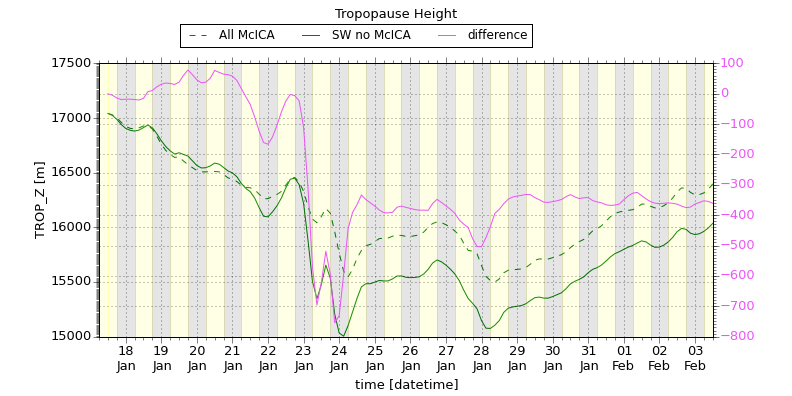 Tropopause Height
All McICA SW no McICA difference
17500 100
17000 0
16500 −100
16000 −200
15500 −300
15000 −400
−500
−600
−700
−800
TROP_Z [m]
18 19 20 21 22 23 24 25 26 27 28 29 30 31 01 02 03
Jan Jan Jan Jan Jan Jan Jan Jan Jan Jan Jan Jan Jan Jan Feb Feb Feb
time [datetime]